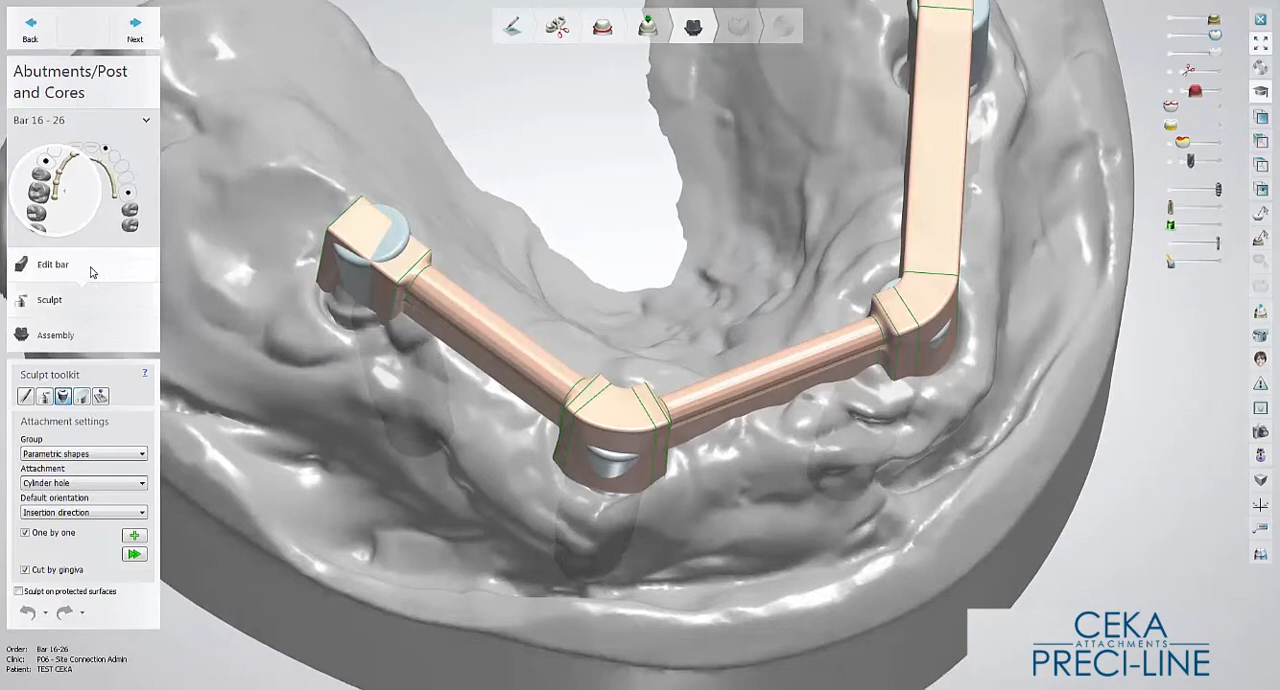 Back
Next
Abutments/Post
and Cores
Bar 16 - 26
Edit bar
Sculpt
Assembly
Sculpt toolkit
?
Attachment settings
Group
Parametric shapes
Attachment:
Cylinder hole
Default orientation
Insertion direction
One by one
Cut by gingiva
Sculpt on protected surfaces
Order: Bar 16-26
Clinic: P06 - Site Connection Admin
Patient: TEST CEKA
CEKA
ATTACHMENTS
PRECI-LINE